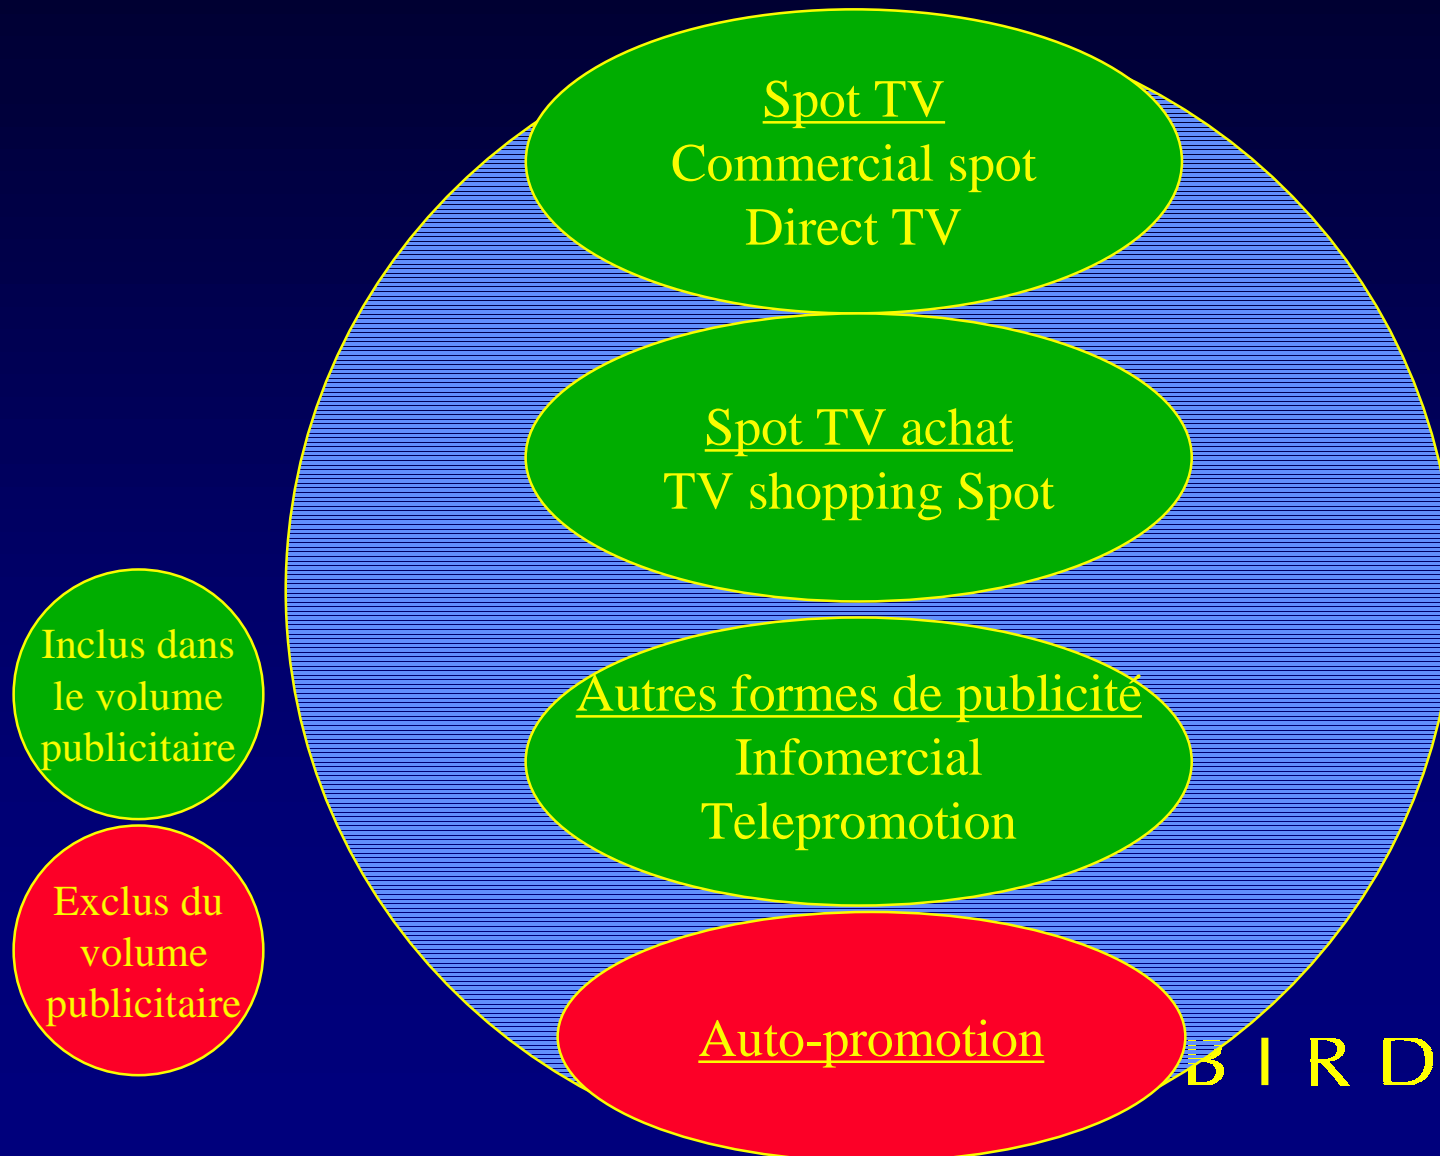 Spot TV
Commercial spot
Direct TV
Spot TV achat
TV shopping Spot
Autres formes de publicité
Infomercial
Telepromotion
Auto-promotion
Inclus dans
le volume
publicitaire
Exclus du
volume
publicitaire
BIRD